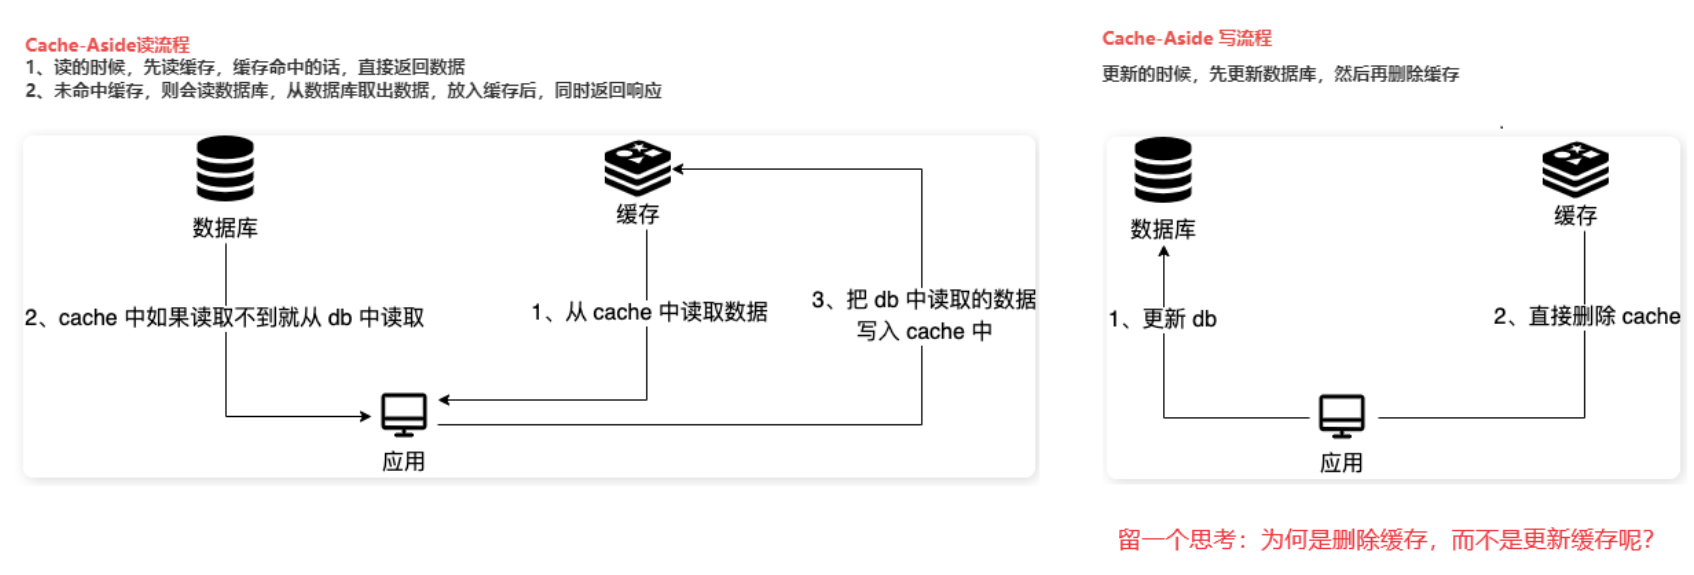 Cache-Aside读流程
1、读的时候，先读缓存，缓存命中的话，直接返回数据
2、未命中缓存，则会读数据库，从数据库取出数据，放入缓存后，同时返回响应
数据库
缓存
2、cache 中如果读取不到就从 db 中读取
1、从 cache 中读取数据
3、把 db 中读取的数据
写入 cache 中
应用
Cache-Aside 写流程
更新的时候，先更新数据库，然后再删除缓存
数据库
缓存
1、更新 db
2、直接删除 cache
应用
留一个思考：为何是删除缓存，而不是更新缓存呢？